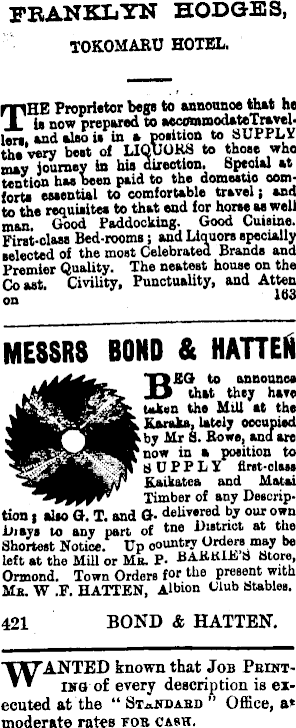 FRANKLYN HODGES,
TOKOMARU HOTEL.
THE Proprietor begs to announce that he
is now prepared to accommodate Travel-
lers, and also is in a position to SUPPLY
the very best of LIQUORS to those who
may journey in his direction. Special at
tention has been paid to the domestic com-
forts essential to comfortable travel; and
to the requisites to that end for horse as well
man. Good Paddocking. Good Cuisine.
First-class Bed-rooms; and Liquors specially
selected of the most Celebrated Brands and
Premier Quality. The neatest house on the
Coast. Civility, Punctuality, and Atten
on 163
MESSRS BOND & HATTEN
BEG to announce
that they have
taken the Mill at the
Karaka, lately occupied
by Mr S. Rowe, and are
now in a position to
SUPPLY first-class
Kaikatea and Matai
Timber of any Descrip-
tion; also G. T. and G. delivered by our own
Drays to any part of the District at the
Shortest Notice. Up country Orders may be
left at the Mill or MR. P. BARRIE'S Store,
Ormond. Town Orders for the present with
MR. W .F. HATTEN, Albion Club Stables.
421 BOND & HATTEN.
WANTED known that JOB PRINT-
ING of every description is ex-
ecuted at the "STANDARD" Office, at
moderate rates FOR CASH.